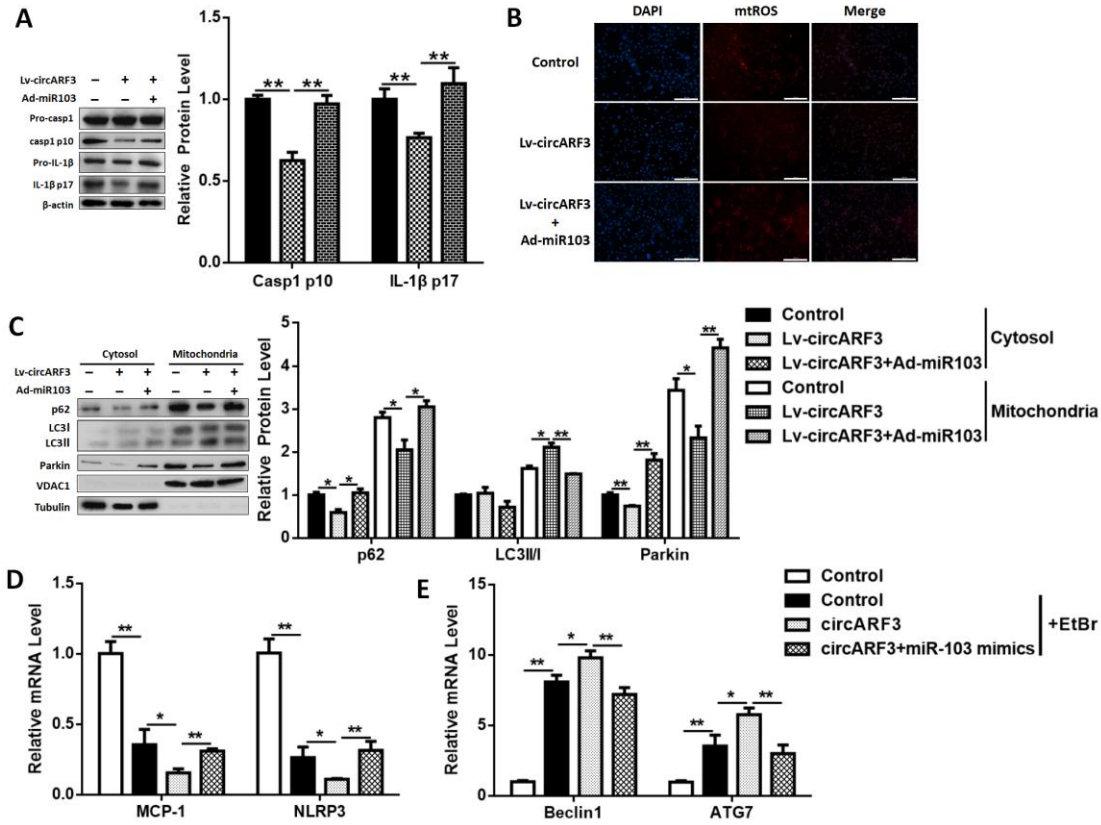 A
Lv-circARF3 – + +
Ad-miR103 – – +
Pro-casp1
casp1 p10
Pro-IL-1β
IL-1β p17
β-actin
Relative Protein Level
1.5
1.0
0.5
0.0
** ** ** **
Casp1 p10 IL-1β p17
B
DAPI mtROS Merge
Control
Lv-circARF3
Lv-circARF3
+
Ad-miR103
C
Cytosol Mitochondria
Lv-circARF3 – + + – + +
Ad-miR103 – – + – – +
p62
LC3I
LC3II
Parkin
VDAC1
Tubulin
Relative Protein Level
5
4
3
2
1
0
* * * * * ** ** ** * **
p62 LC3II/I Parkin
Control
Lv-circARF3
Lv-circARF3+Ad-miR103
Cytosol
Control
Lv-circARF3
Lv-circARF3+Ad-miR103
Mitochondria
D
Relative mRNA Level
1.5
1.0
0.5
0.0
** * ** ** * **
MCP-1 NLRP3
E
Relative mRNA Level
15
10
5
0
** * ** ** * **
Beclin1 ATG7
Control
Control
circARF3
circARF3+miR-103 mimics
+EtBr